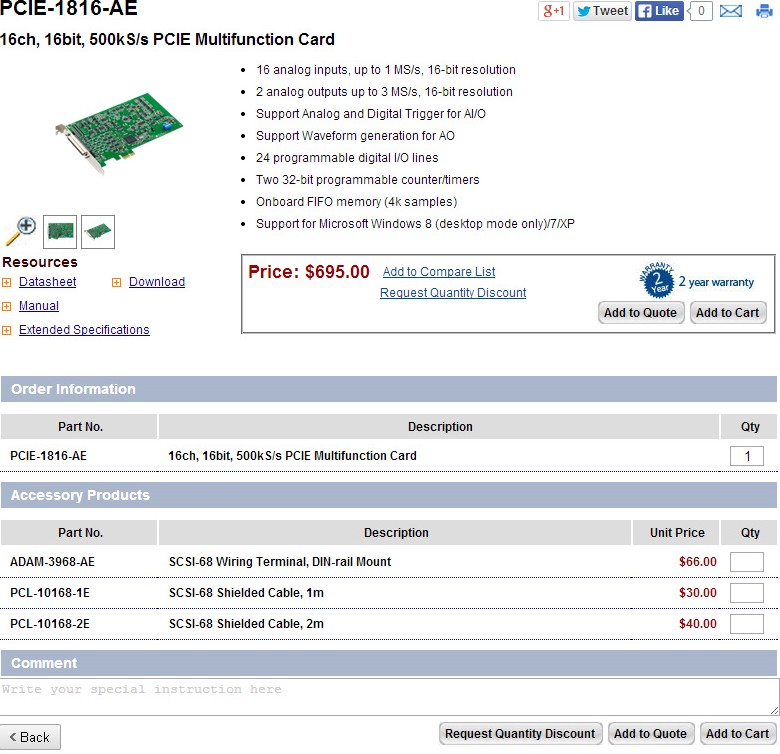 PCIE-1816-AE
g+1 Tweet Like 0
16ch, 16bit, 500kS/s PCIE Multifunction Card
16 analog inputs, up to 1 MS/s, 16-bit resolution
2 analog outputs up to 3 MS/s, 16-bit resolution
Support Analog and Digital Trigger for AI/O
Support Waveform generation for AO
24 programmable digital I/O lines
Two 32-bit programmable counter/timers
Onboard FIFO memory (4k samples)
Support for Microsoft Windows 8 (desktop mode only)/7/XP
Resources
Datasheet Download
Manual
Extended Specifications
Price: $695.00 Add to Compare List
Request Quantity Discount
WARRANTY
2
Year
2 year warranty
Add to Quote Add to Cart
Order Information
Part No. Description Qty
PCIE-1816-AE 16ch, 16bit, 500kS/s PCIE Multifunction Card 1
Accessory Products
Part No. Description Unit Price Qty
ADAM-3968-AE SCSI-68 Wiring Terminal, DIN-rail Mount $66.00
PCL-10168-1E SCSI-68 Shielded Cable, 1m $30.00
PCL-10168-2E SCSI-68 Shielded Cable, 2m $40.00
Comment
Write your special instruction here
< Back Request Quantity Discount Add to Quote Add to Cart